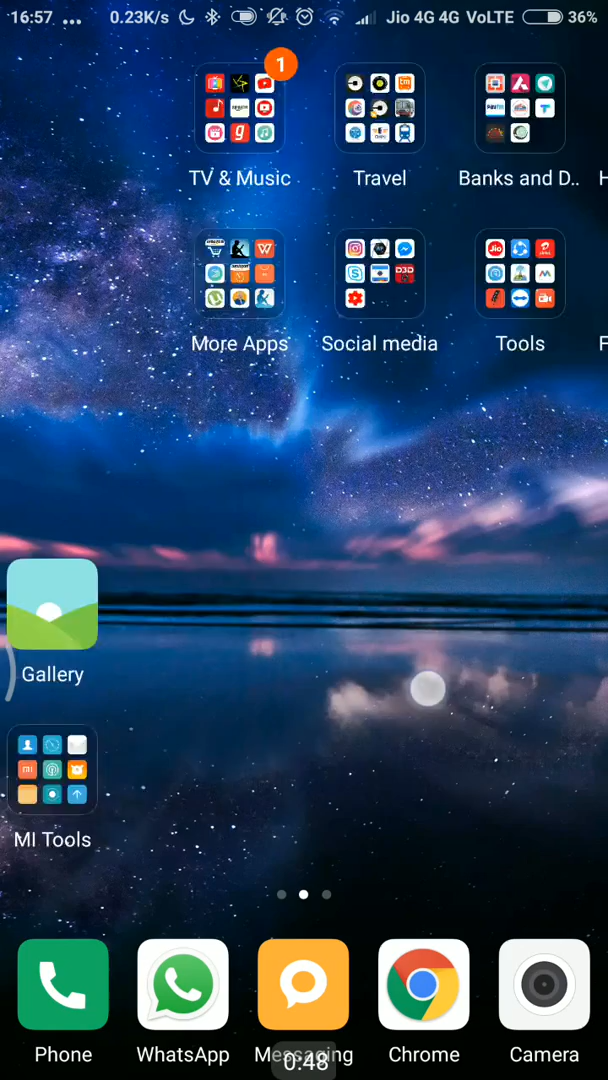 16:57 ... 0.23K/s Jio 4G 4G VoLTE 36%
1
TV & Music Travel Banks and D..
More Apps Social media Tools
Gallery
MI Tools
Phone WhatsApp Messaging Chrome Camera
0:48